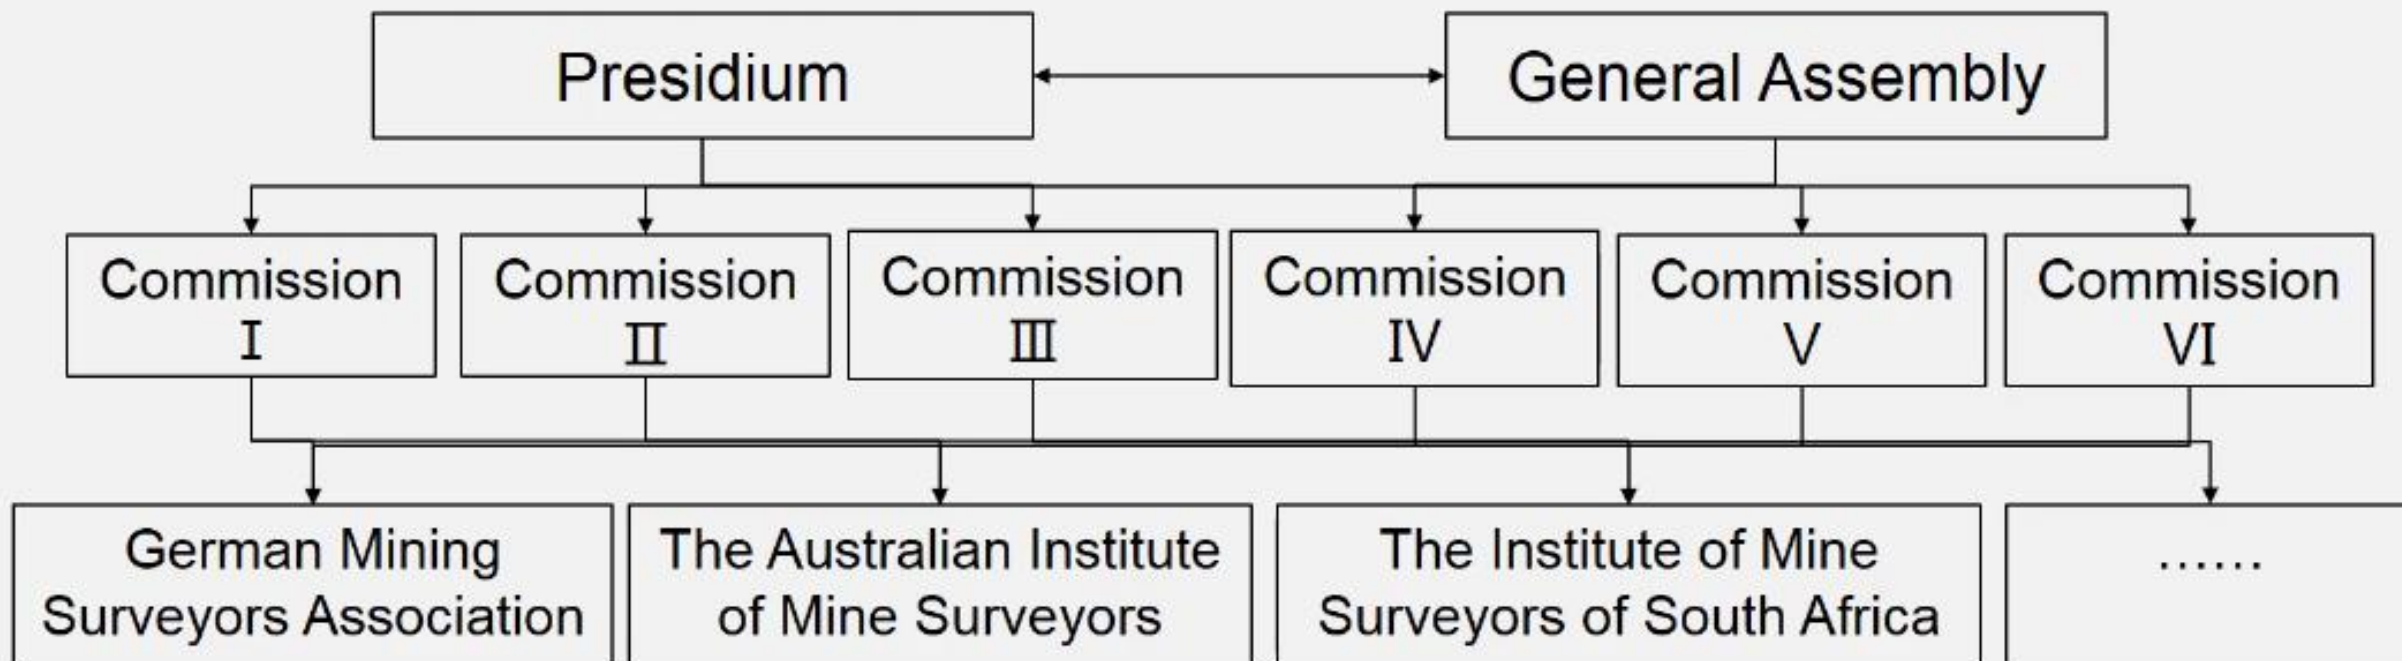 Presidium
General Assembly
Commission
I
Commission
II
Commission
III
Commission
IV
Commission
V
Commission
VI
German Mining
Surveyors Association
The Australian Institute
of Mine Surveyors
The Institute of Mine
Surveyors of South Africa
......